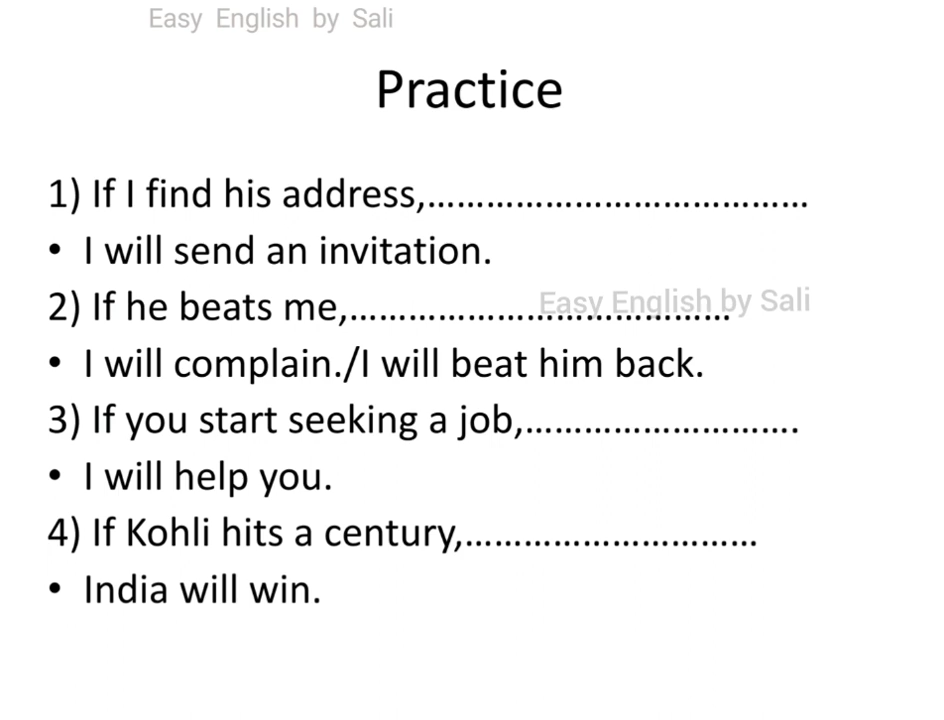 Easy English by Sali
Practice
1) If I find his address,.......................................
• I will send an invitation.
2) If he beats me,.......................................
Easy English by Sali
• I will complain./I will beat him back.
3) If you start seeking a job,............................
• I will help you.
4) If Kohli hits a century,..............................
• India will win.